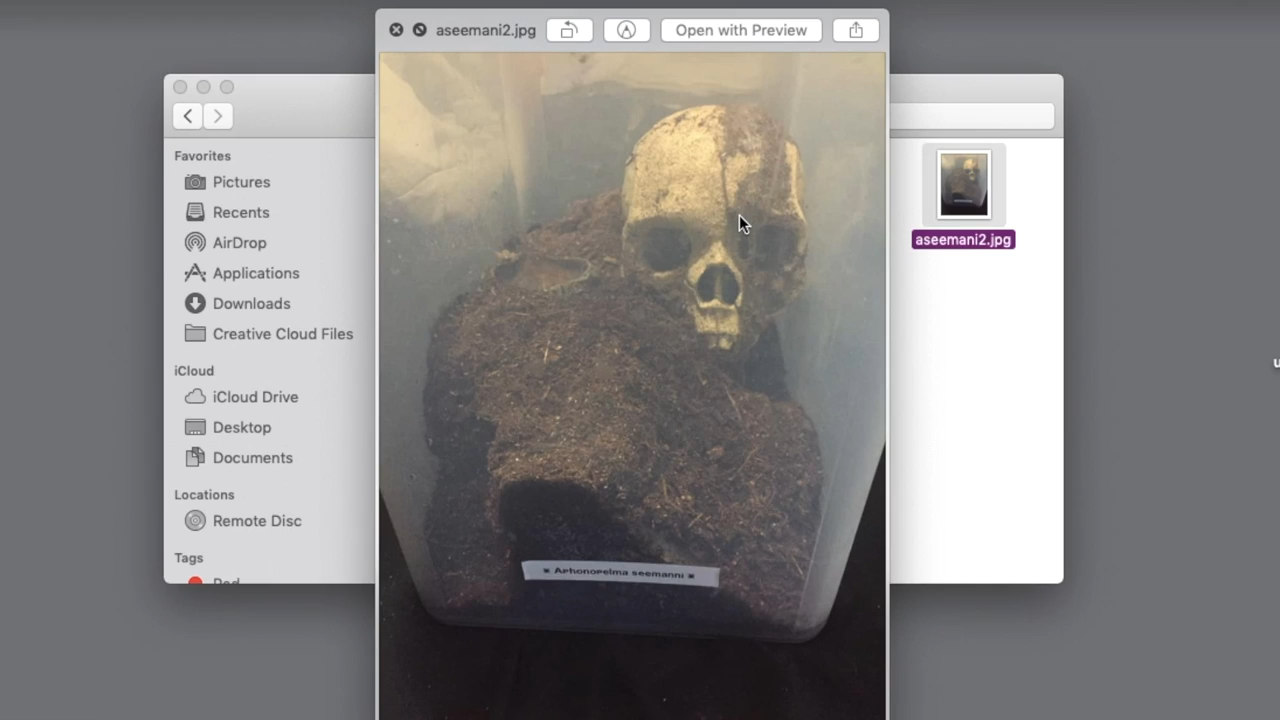 aseemani2.jpg
Open with Preview
Favorites
Pictures
Recents
AirDrop
Applications
Downloads
Creative Cloud Files
iCloud
iCloud Drive
Desktop
Documents
Locations
Remote Disc
Tags
Red
aseemani2.jpg
Aphonopelma seemanni